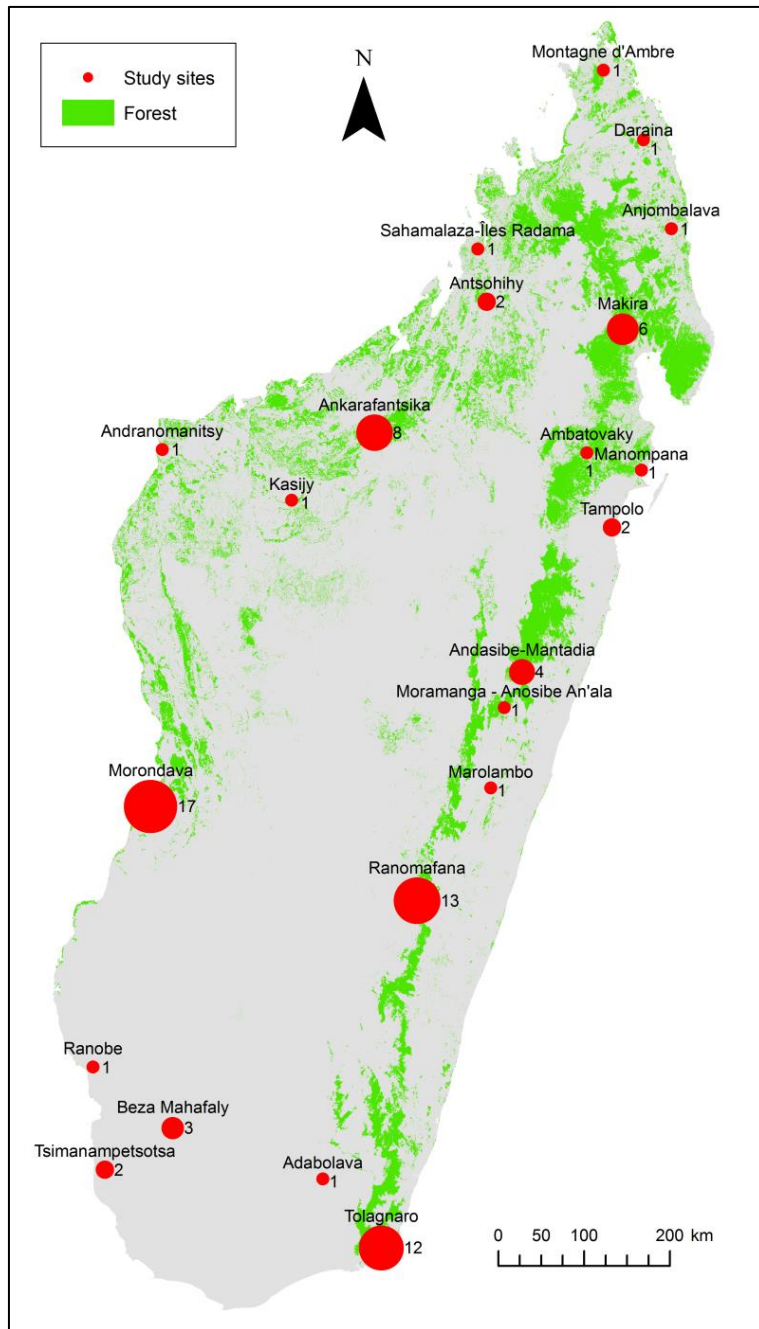 N
Study sites
Forest
Montagne d'Ambre
1
Daraina
1
Anjombalava
1
Sahamalaza-Îles Radama
1
Antsohihy
2
Makira
6
Ankarafantsika
8
Andranomanitsy
1
Ambatovaky
1
Manompana
1
Kasijy
1
Tampolo
2
Andasibe-Mantadia
4
Moramanga - Anosibe An'ala
1
Morondava
17
Marolambo
1
Ranomafana
13
Ranobe
1
Beza Mahafaly
3
Tsimanampetsotsa
2
Adabolava
1
Tolagnaro
12
0 50 100 200 km